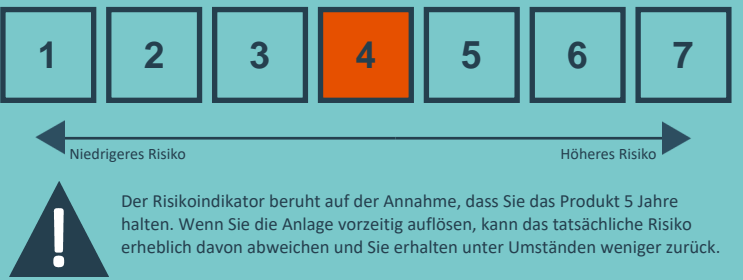 1 2 3 4 5 6 7
Niedrigeres Risiko Höheres Risiko
!
Der Risikoindikator beruht auf der Annahme, dass Sie das Produkt 5 Jahre
halten. Wenn Sie die Anlage vorzeitig auflösen, kann das tatsächliche Risiko
erheblich davon abweichen und Sie erhalten unter Umständen weniger zurück.